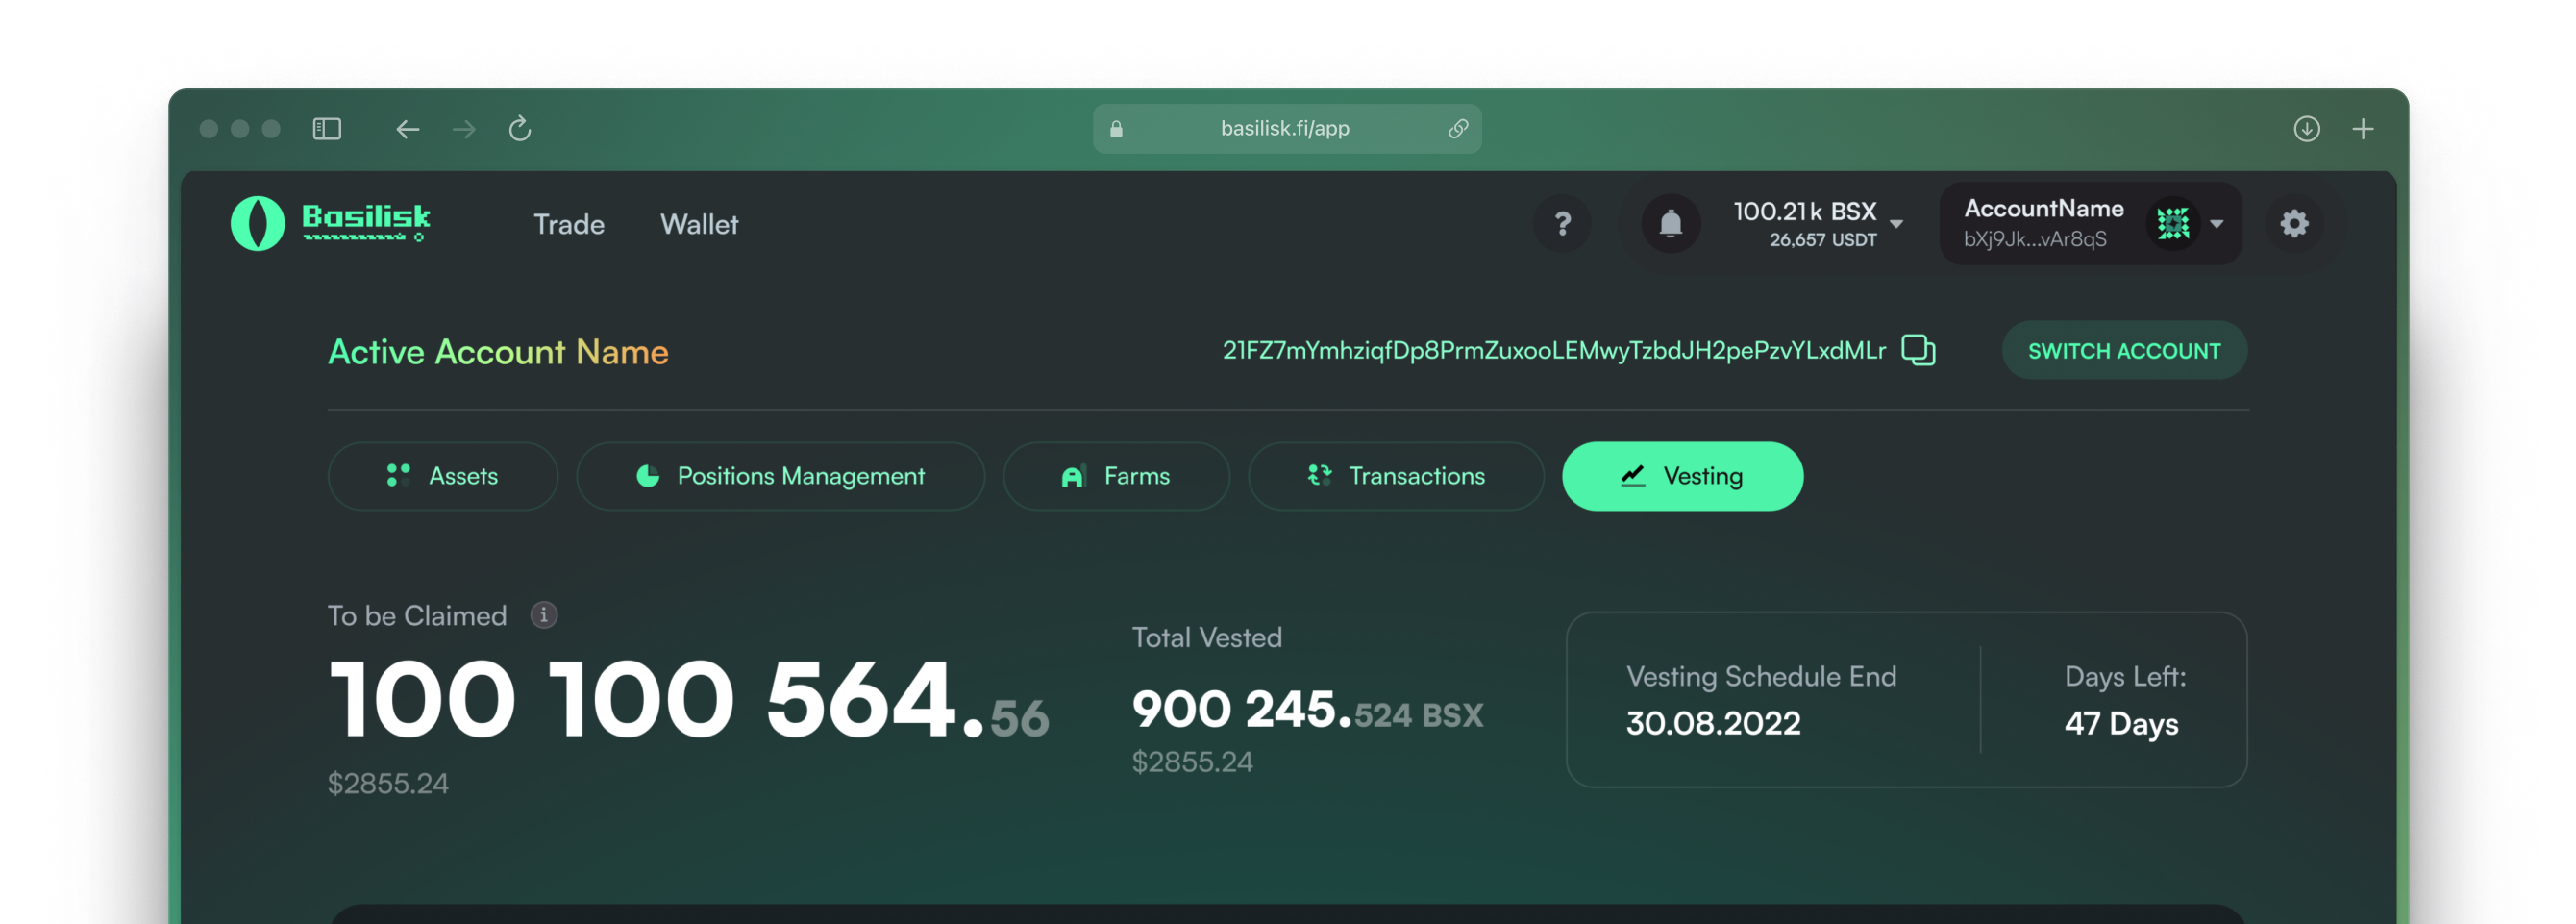 basilisk.fi/app
Basilisk
Trade
Wallet
?
100.21k BSX
26,657 USDT
AccountName
bXj9Jk...vAr8qS
Active Account Name
21FZ7mYmhziqfDp8PrmZuxooLEMwyTzbdJH2pePzvYLxdMLr
SWITCH ACCOUNT
Assets
Positions Management
Farms
Transactions
Vesting
To be Claimed
100 100 564.56
$2855.24
Total Vested
900 245.524 BSX
$2855.24
Vesting Schedule End
30.08.2022
Days Left:
47 Days